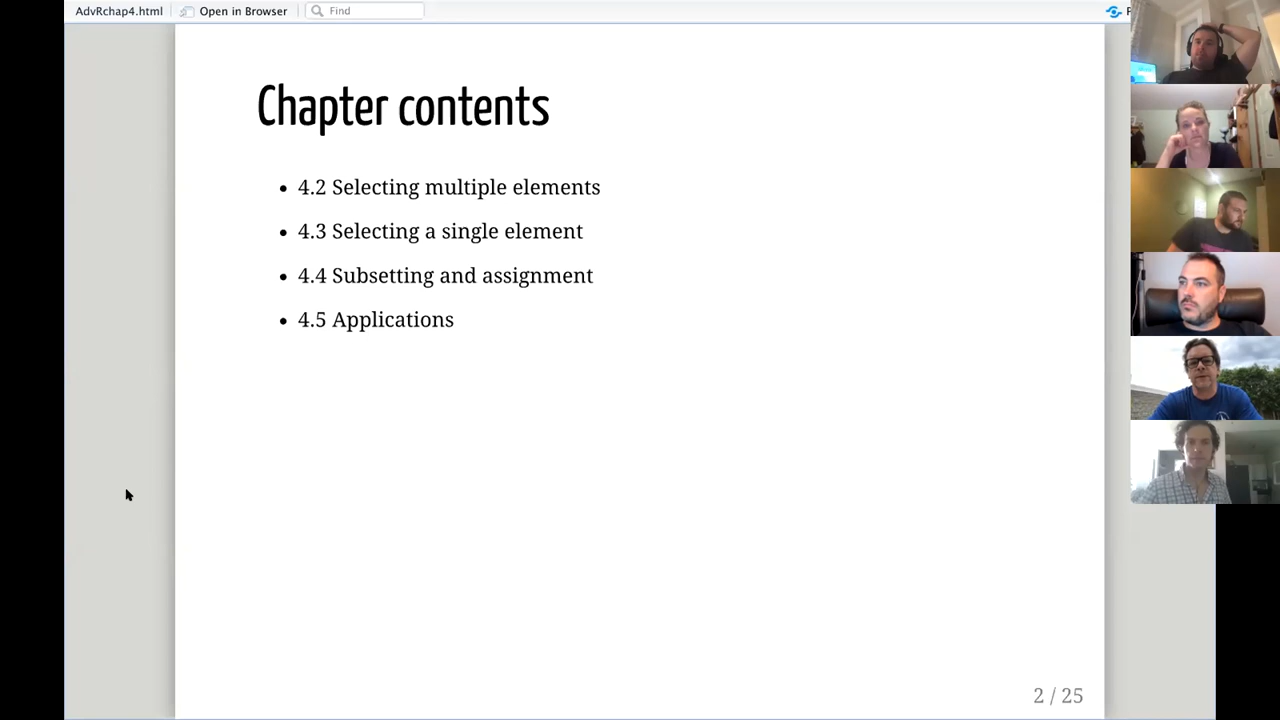 AdvRchap4.html Open in Browser Find
Chapter contents
• 4.2 Selecting multiple elements
• 4.3 Selecting a single element
• 4.4 Subsetting and assignment
• 4.5 Applications
2 / 25